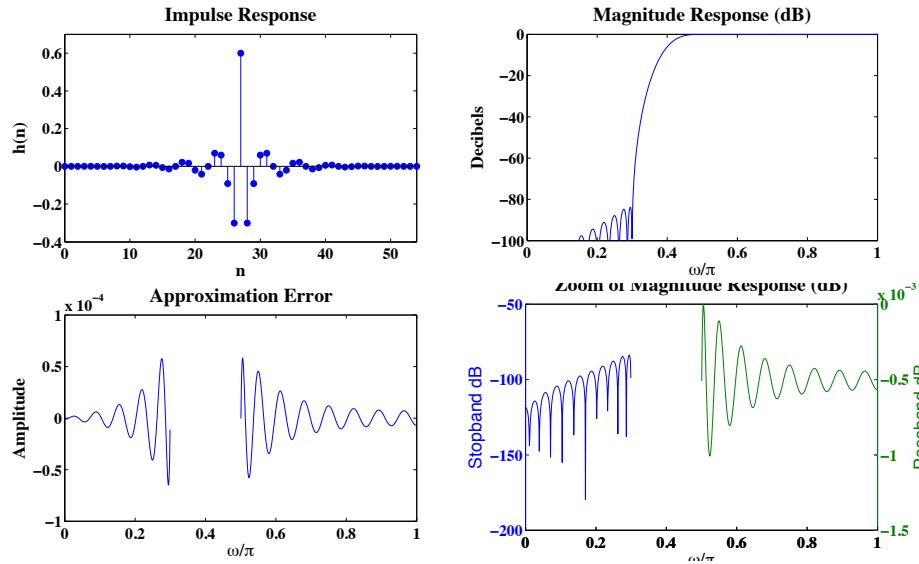 Impulse Response
0.6
0.4
0.2
0
−0.2
−0.4
h(n)
0 10 20 30 40 50
n
Magnitude Response (dB)
0
−20
−40
−60
−80
−100
Decibels
0 0.2 0.4 0.6 0.8 1
ω/π
Approximation Error
x 10⁻⁴
1
0.5
0
−0.5
−1
Amplitude
0 0.2 0.4 0.6 0.8 1
ω/π
Zoom of Magnitude Response (dB)
x 10⁻³
−50
−100
−150
−200
Stopband dB
0
−0.5
−1
−1.5
Passband dB
0 0.2 0.4 0.6 0.8 1
ω/π